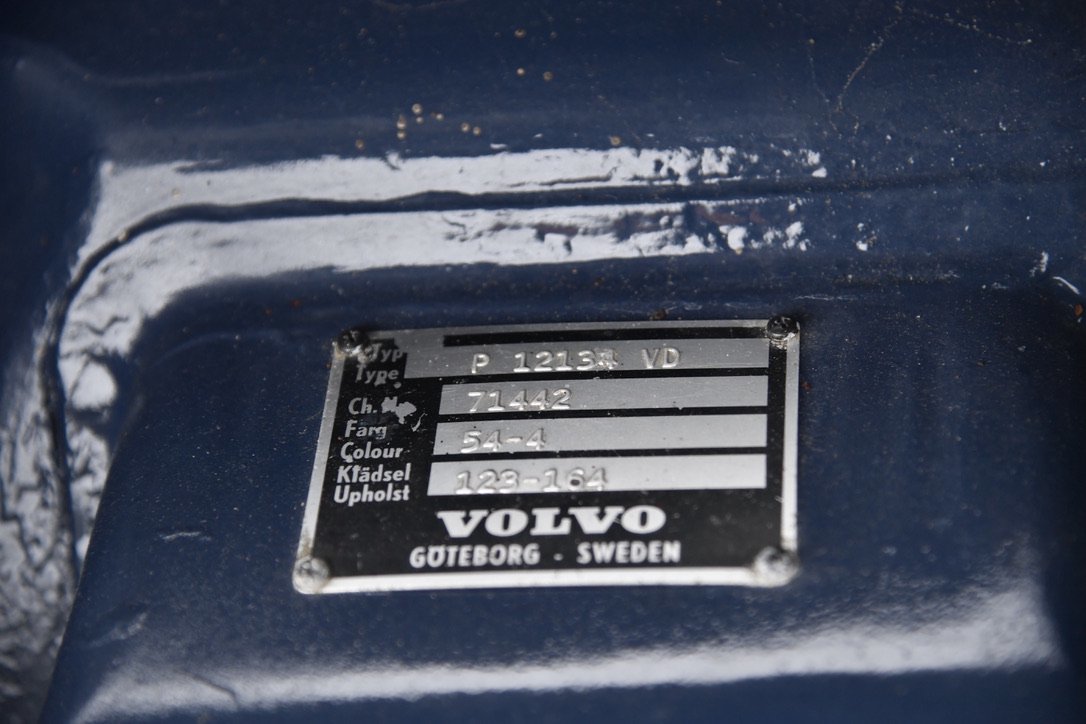 Typ
Type P VD
Ch. 71442
Färg
Colour 54-4
Klädsel
Upholst 123-164
VOLVO
GÖTEBORG - SWEDEN